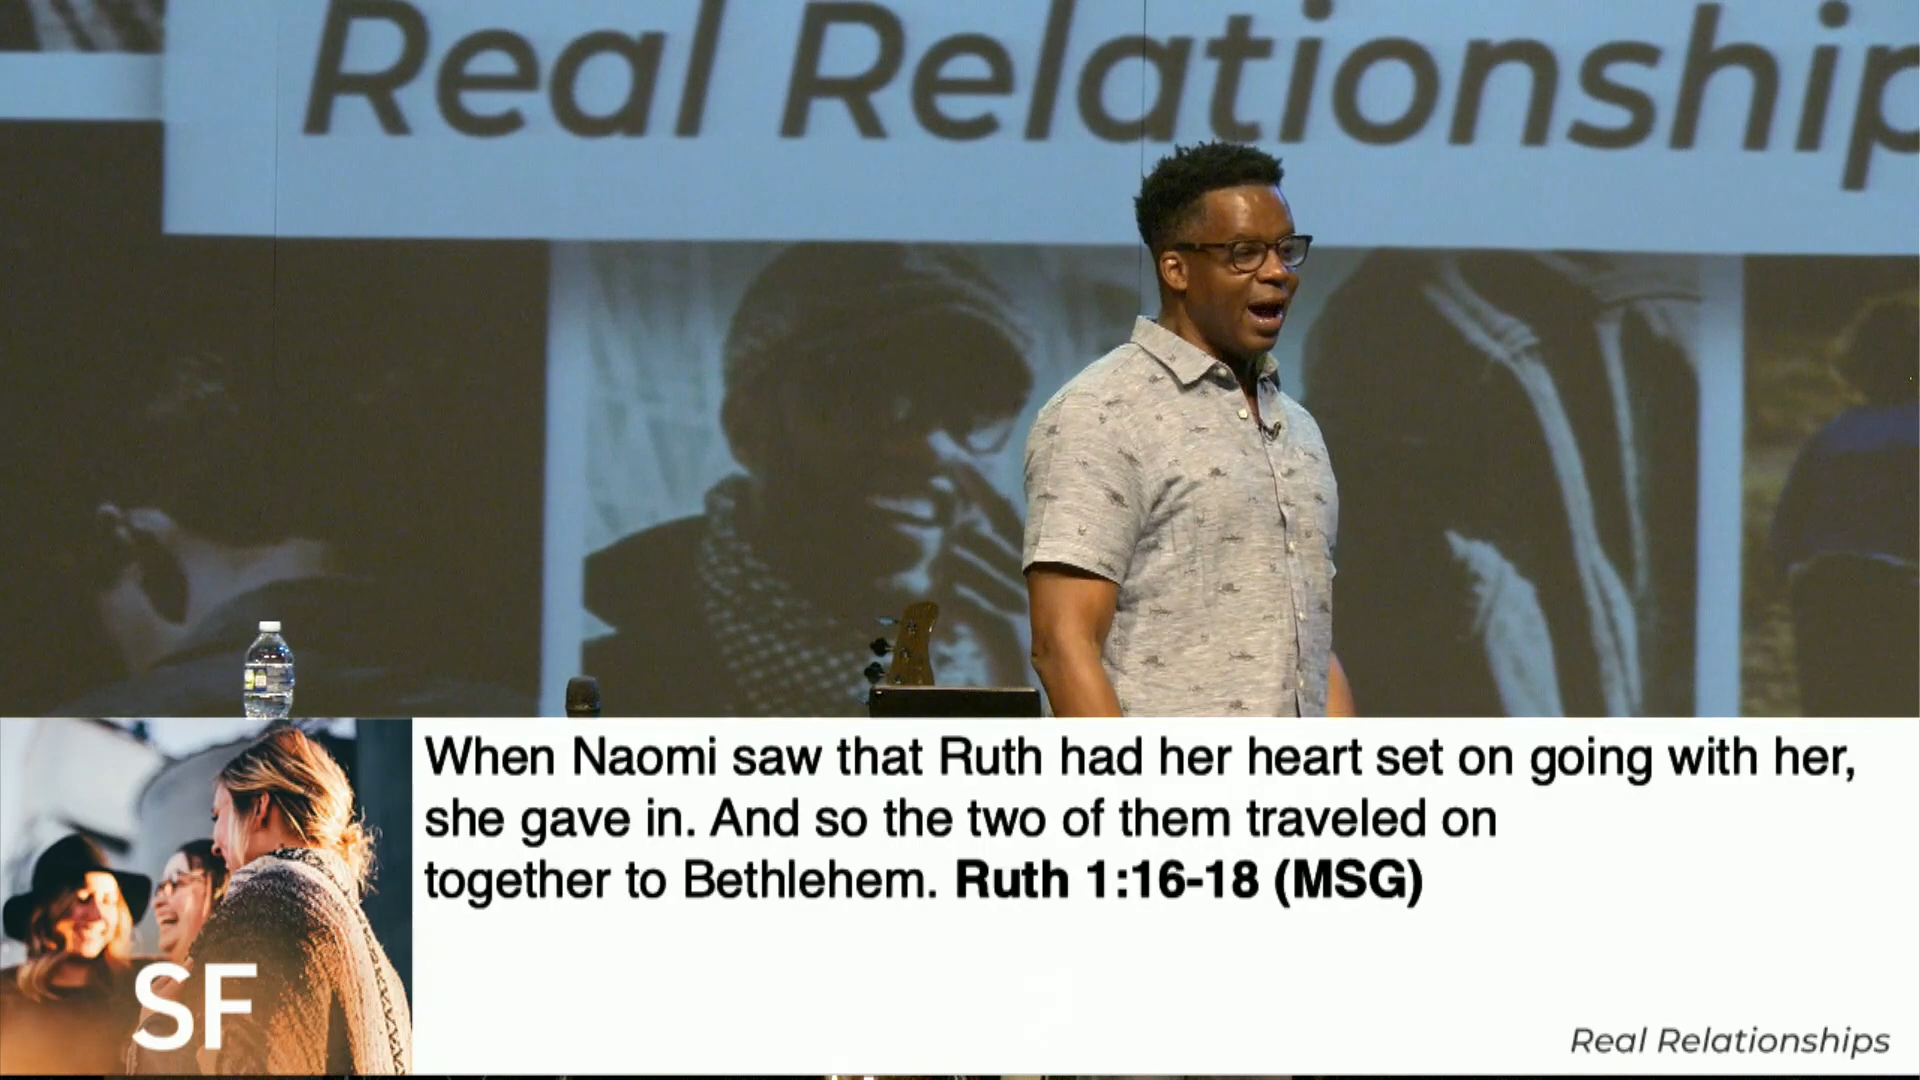 Real Relationship
When Naomi saw that Ruth had her heart set on going with her,
she gave in. And so the two of them traveled on
together to Bethlehem. Ruth 1:16-18 (MSG)
SF
Real Relationships